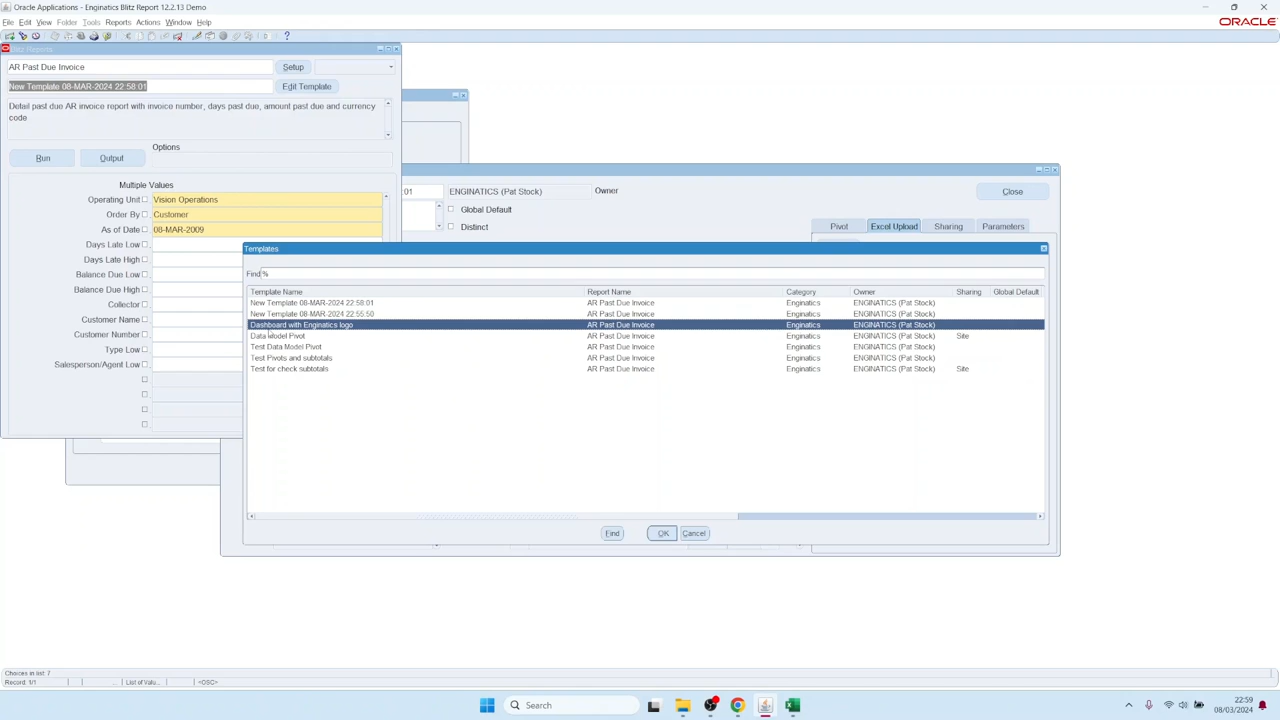 Oracle Applications - Enginatics Blitz Report 12.2.13 Demo
File Edit View Folder Tools Reports Actions Window Help
ORACLE
Blitz Reports
AR Past Due Invoice
Setup
New Template 08-MAR-2024 22:58:01
Edit Template
Detail past due AR invoice report with invoice number, days past due, amount past due and currency
code
Options
Run
Output
:01
ENGINATICS (Pat Stock)
Owner
Close
Global Default
Distinct
Pivot
Excel Upload
Sharing
Parameters
Multiple Values
Operating Unit
Vision Operations
Order By
Customer
As of Date
08-MAR-2009
Days Late Low
Days Late High
Balance Due Low
Balance Due High
Collector
Customer Name
Customer Number
Type Low
Salesperson/Agent Low
Templates
Find %
Template Name Report Name Category Owner Sharing Global Default
New Template 08-MAR-2024 22:58:01 AR Past Due Invoice Enginatics ENGINATICS (Pat Stock)
New Template 08-MAR-2024 22:55:50 AR Past Due Invoice Enginatics ENGINATICS (Pat Stock)
Dashboard with Enginatics logo AR Past Due Invoice Enginatics ENGINATICS (Pat Stock)
Data Model Pivot AR Past Due Invoice Enginatics ENGINATICS (Pat Stock) Site
Test Data Model Pivot AR Past Due Invoice Enginatics ENGINATICS (Pat Stock)
Test Pivots and subtotals AR Past Due Invoice Enginatics ENGINATICS (Pat Stock)
Test for check subtotals AR Past Due Invoice Enginatics ENGINATICS (Pat Stock) Site
Find
OK
Cancel
Choices in list: 7
Record: 1/1 ... List of Valu... <OSC>
Search
22:59
08/03/2024